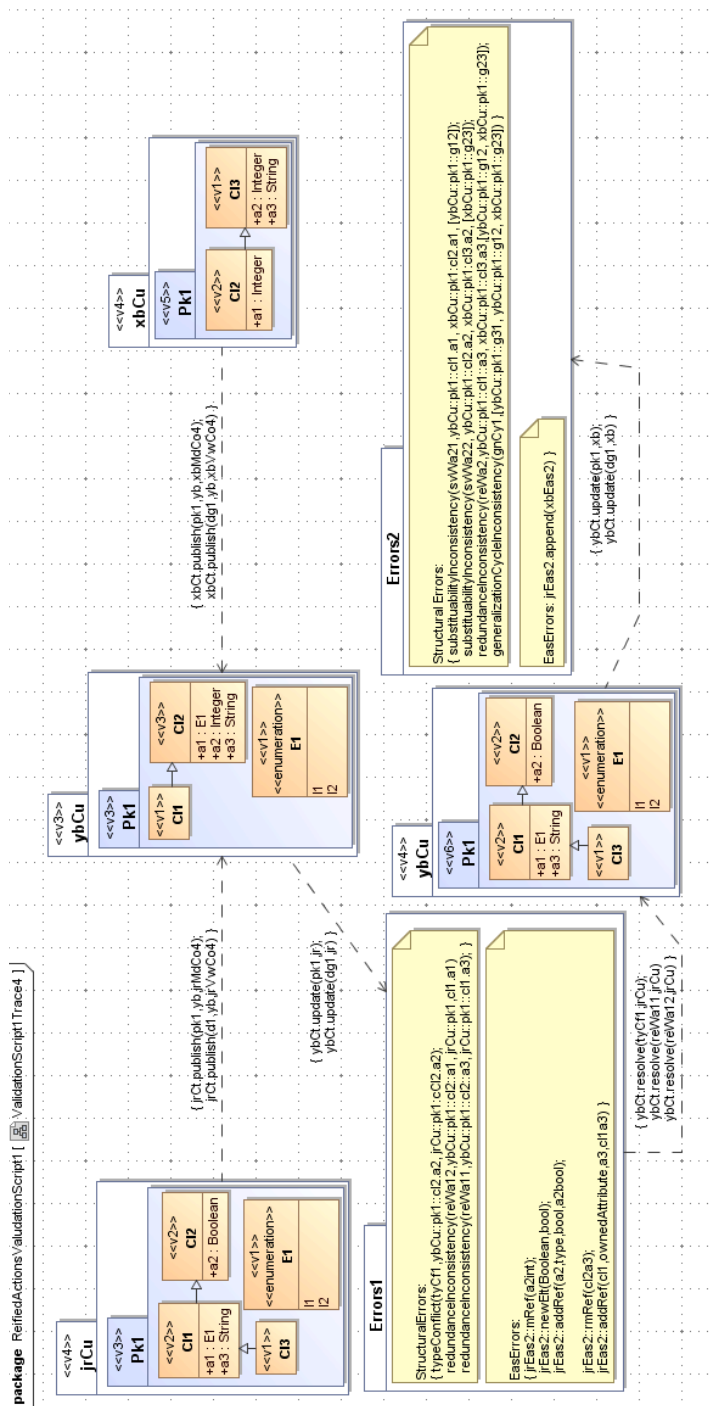 package ReifiedActionsValudationScript1 [ ValidationScript1Trace4 ]
<<v4>>
jrCu
<<v3>>
Pk1
<<v2>>
Cl1
+a1 : E1
+a3 : String
<<v2>>
Cl2
+a2 : Boolean
<<v1>>
Cl3
<<v1>>
<<enumeration>>
E1
l1
l2
{ jrCt.publish(pk1,yb,jrMdCo4);
jrCt.publish(d1,yb,jrVwCo4) }
<<v3>>
ybCu
<<v3>>
Pk1
<<v1>>
Cl1
<<v3>>
Cl2
+a1 : E1
+a2 : Integer
+a3 : String
<<v1>>
<<enumeration>>
E1
l1
l2
{ xbCt.publish(pk1,yb,xbMdCo4);
xbCt.publish(dg1,yb,xbVwCo4) }
<<v4>>
xbCu
<<v5>>
Pk1
<<v2>>
Cl2
+a1 : Integer
<<v1>>
Cl3
+a2 : Integer
+a3 : String
{ ybCt.update(pk1,jr);
ybCt.update(dg1,jr) }
Errors1
StructuralErrors:
{ typeConflict(tyCf1,ybCu::pk1::cl2.a2, jrCu::pk1:cCl2.a2);
redundanceInconsistency(reWa12,ybCu::pk1::cl2::a1, jrCu::pk1,cl1.a1)
redundanceInconsistency(reWa11,ybCu::pk1::cl2::a3, jrCu::pk1::cl1.a3); }
EasErrors:
{ jrEas2::rmRef(a2int);
jrEas2::newElt(Boolean,bool);
jrEas2::addRef(a2,type,bool,a2bool);
jrEas2::rmRef(cl2a3);
jrEas2::addRef(cl1,ownedAttribute,a3,cl1a3) }
{ ybCt.resolve(tyCf1,jrCu);
ybCt.resolve(reWa11,jrCu)
ybCt.resolve(reWa12,jrCu) }
<<v4>>
ybCu
<<v6>>
Pk1
<<v2>>
Cl1
+a1 : E1
+a3 : String
<<v2>>
Cl2
+a2 : Boolean
<<v1>>
Cl3
<<v1>>
<<enumeration>>
E1
l1
l2
{ ybCt.update(pk1,xb);
ybCt.update(dg1,xb) }
Errors2
Structural Errors:
{ substituabilityInconsistency(svWa21,ybCu::pk1::cl1.a1, xbCu::pk1:cl2.a1, [ybCu::pk1::g12]);
substituabilityInconsistency(svWa22, ybCu::pk1::cl2.a2, xbCu::pk1::cl3.a2, [xbCu::pk1::g23]);
redundanceInconsistency(reWa2,ybCu::pk1::cl1::a3, xbCu::pk1::cl3.a3,[ybCu::pk1::g12, xbCu::pk1::g23]);
generalizationCycleInconsistency(gnCy1,[ybCu::pk1::g31, ybCu::pk1::g12, xbCu::pk1::g23]) }
EasErrors: jrEas2.append(xbEas2) }